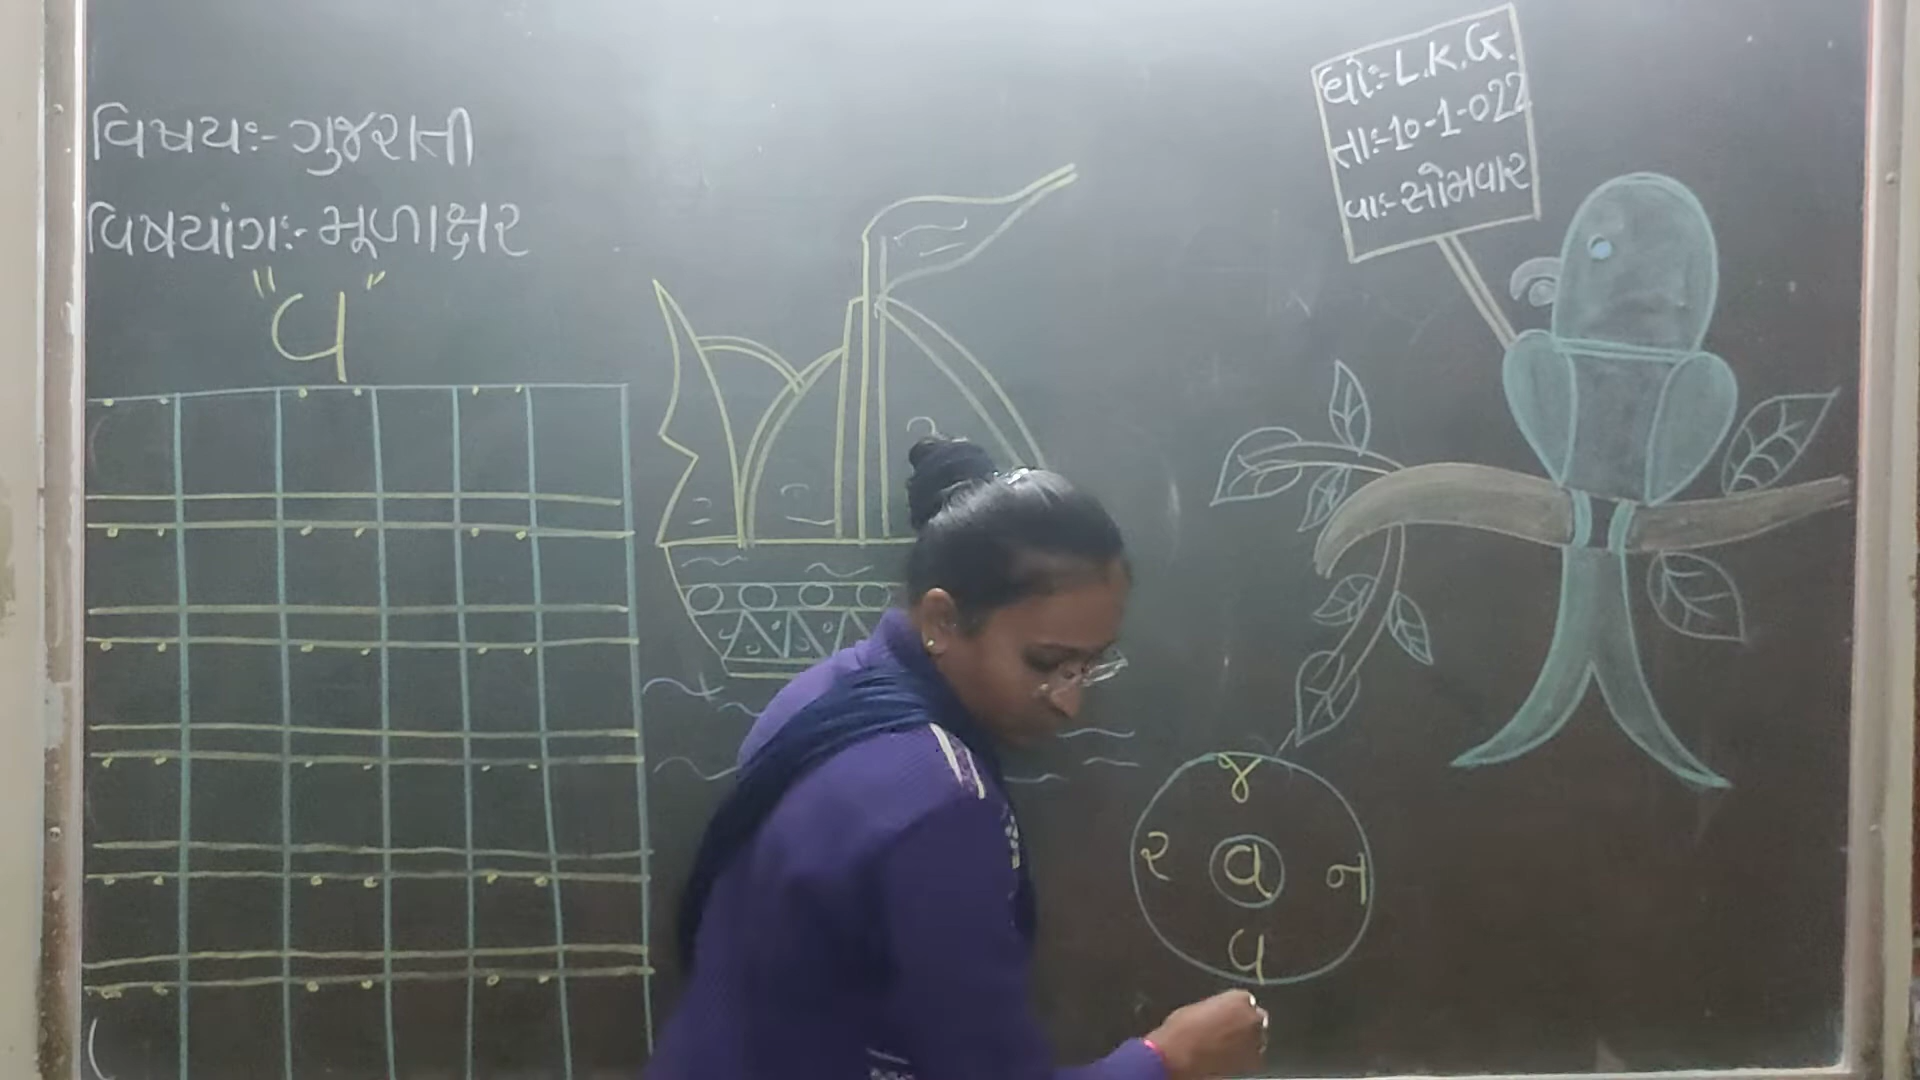 વિષયઃ- ગુજરાતી
વિષયાંગઃ- મૂળાક્ષર
"પ"
ધોઃ- L.K.G.
તાઃ-10-1-022
વાઃ-સોમવાર
જ
ર વ ન
પ